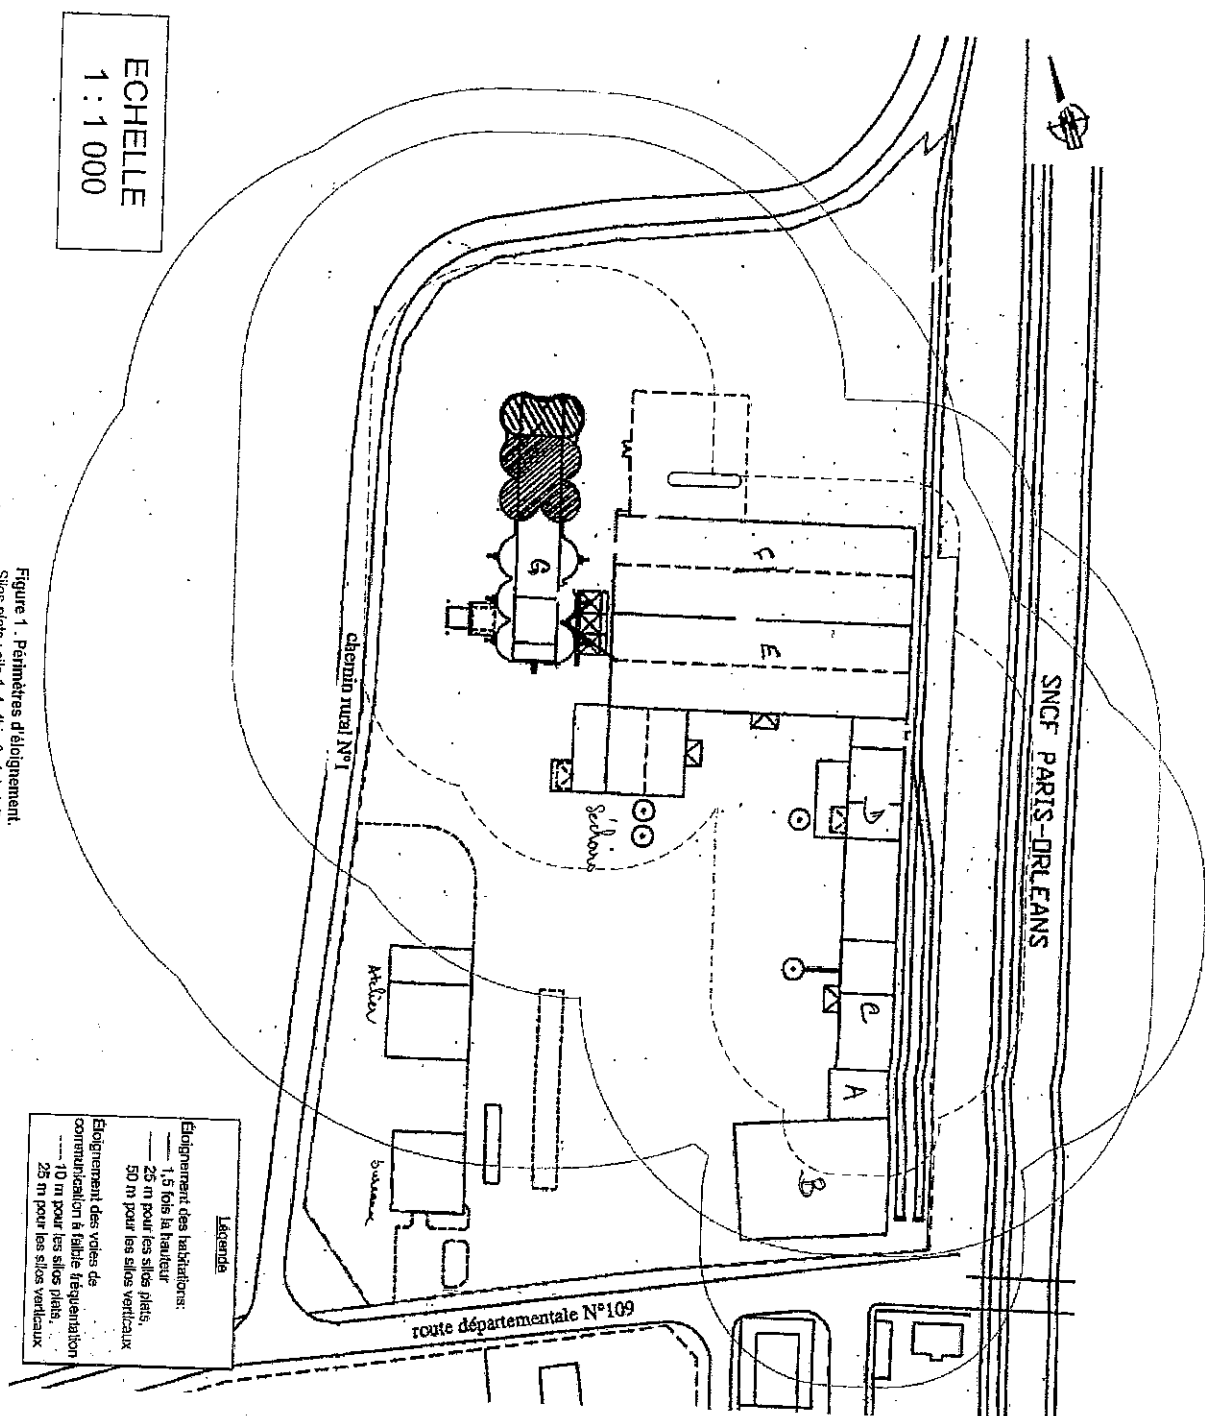 ECHELLE
1 : 1 000
SNCF PARIS-ORLEANS
F
E
G
D
C
A
B
Séchoirs
chemin rural N°1
Atelier
bureaux
route départementale N°109
Légende
Éloignement des habitations:
1,5 fois la hauteur
25 m pour les silos plats,
50 m pour les silos verticaux
Éloignement des voies de
communication à faible fréquentation
10 m pour les silos plats,
25 m pour les silos verticaux
Figure 1 . Périmètres d'éloignement.